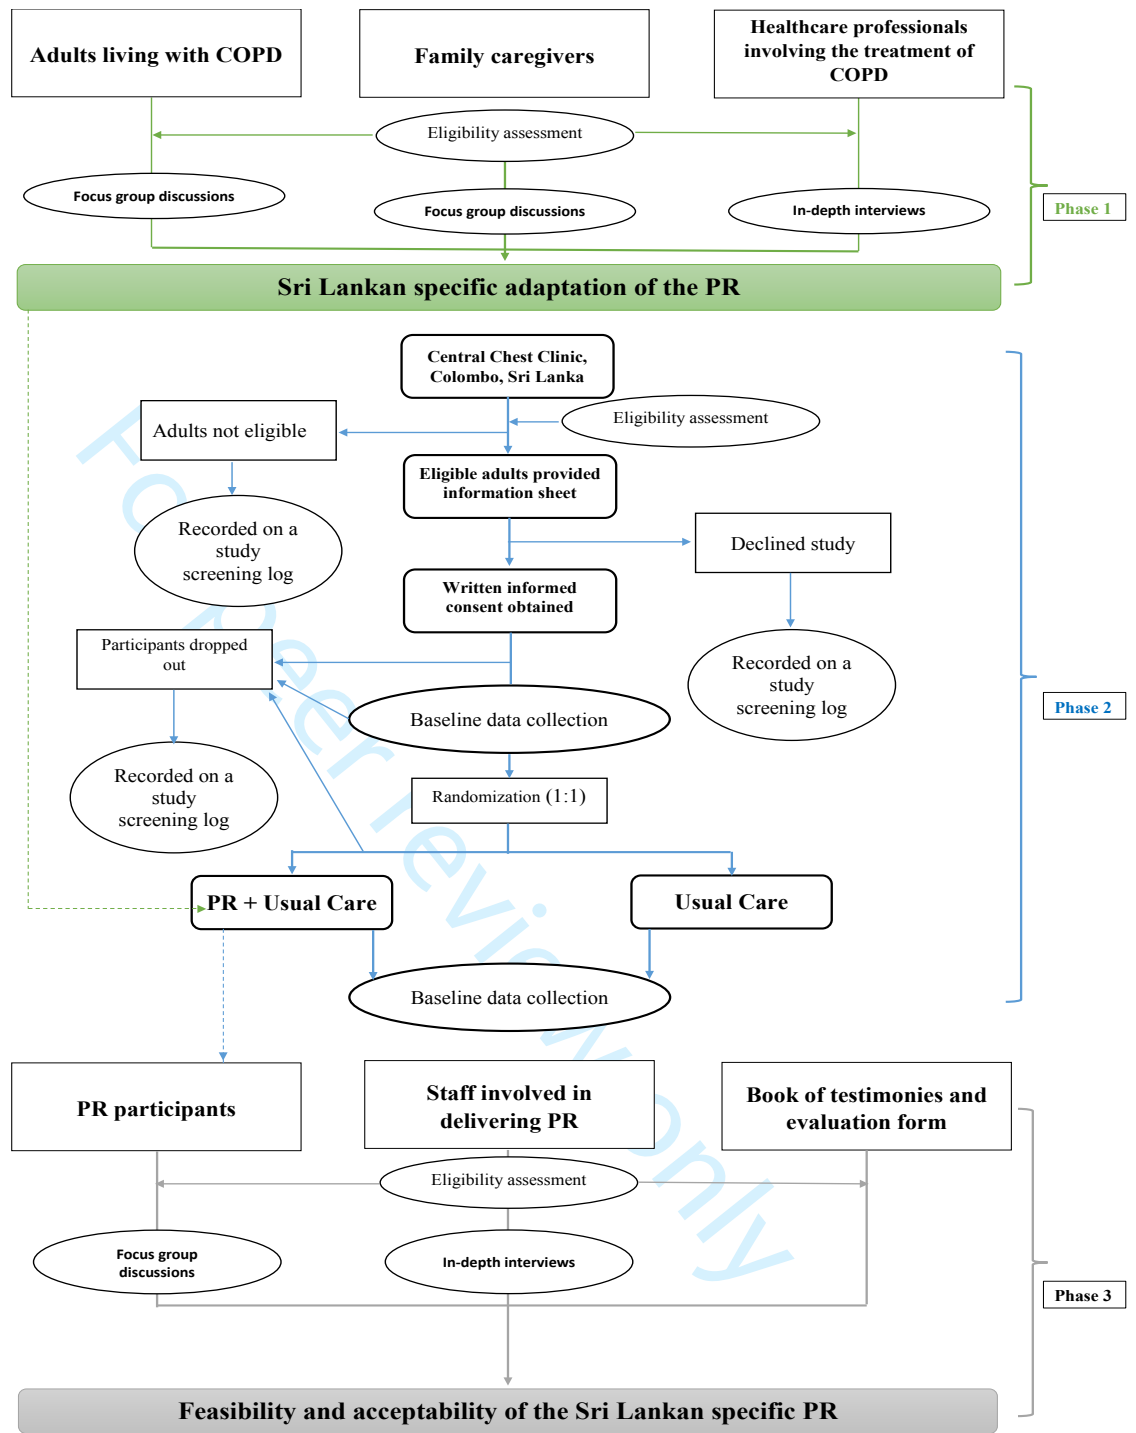 Adults living with COPD
Family caregivers
Healthcare professionals
involving the treatment of
COPD
Eligibility assessment
Focus group discussions
Focus group discussions
In-depth interviews
Phase 1
Sri Lankan specific adaptation of the PR
Central Chest Clinic,
Colombo, Sri Lanka
Eligibility assessment
Adults not eligible
Eligible adults provided
information sheet
Recorded on a
study
screening log
Declined study
Written informed
consent obtained
Participants dropped
out
Recorded on a
study
screening log
Baseline data collection
Phase 2
Recorded on a
study
screening log
Randomization (1:1)
PR + Usual Care
Usual Care
Baseline data collection
PR participants
Staff involved in
delivering PR
Book of testimonies and
evaluation form
Eligibility assessment
Focus group
discussions
In-depth interviews
Phase 3
Feasibility and acceptability of the Sri Lankan specific PR
For peer review only